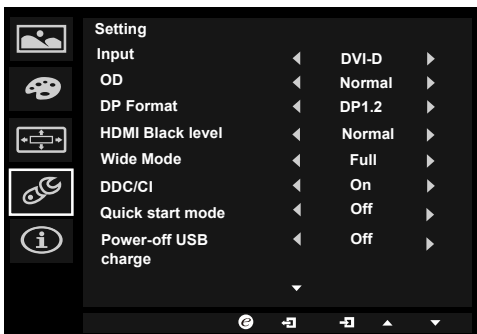 Setting
Input DVI-D
OD Normal
DP Format DP1.2
HDMI Black level Normal
Wide Mode Full
DDC/CI On
Quick start mode Off
Power-off USB Off
charge